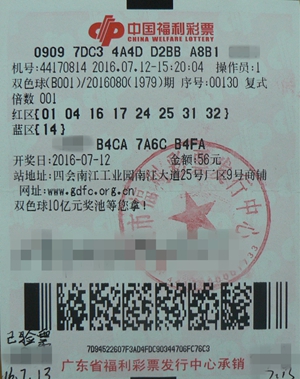 中国福利彩票
CHINA WELFARE LOTTERY
0909 7DC3 4A4D D2BB A8B1
机号:44170814 2016.07.12-15:20:04 操作员:1
双色球(B001)/2016080(1979)期 序号:00130 复式
倍数 001
红区[01 04 16 17 24 25 31 32]
蓝区[14]
B4CA 7A6C B4FA
开奖日:2016-07-12 金额:56元
站地址:四会南江工业园南江大道25号厂区9号商铺
网址:www.gdfc.org.cn
双色球10亿元奖池等您拿!
已验票
7D94522607F3AD4FDC90344706FC76C3
7.13
广东省福利彩票发行中心承销